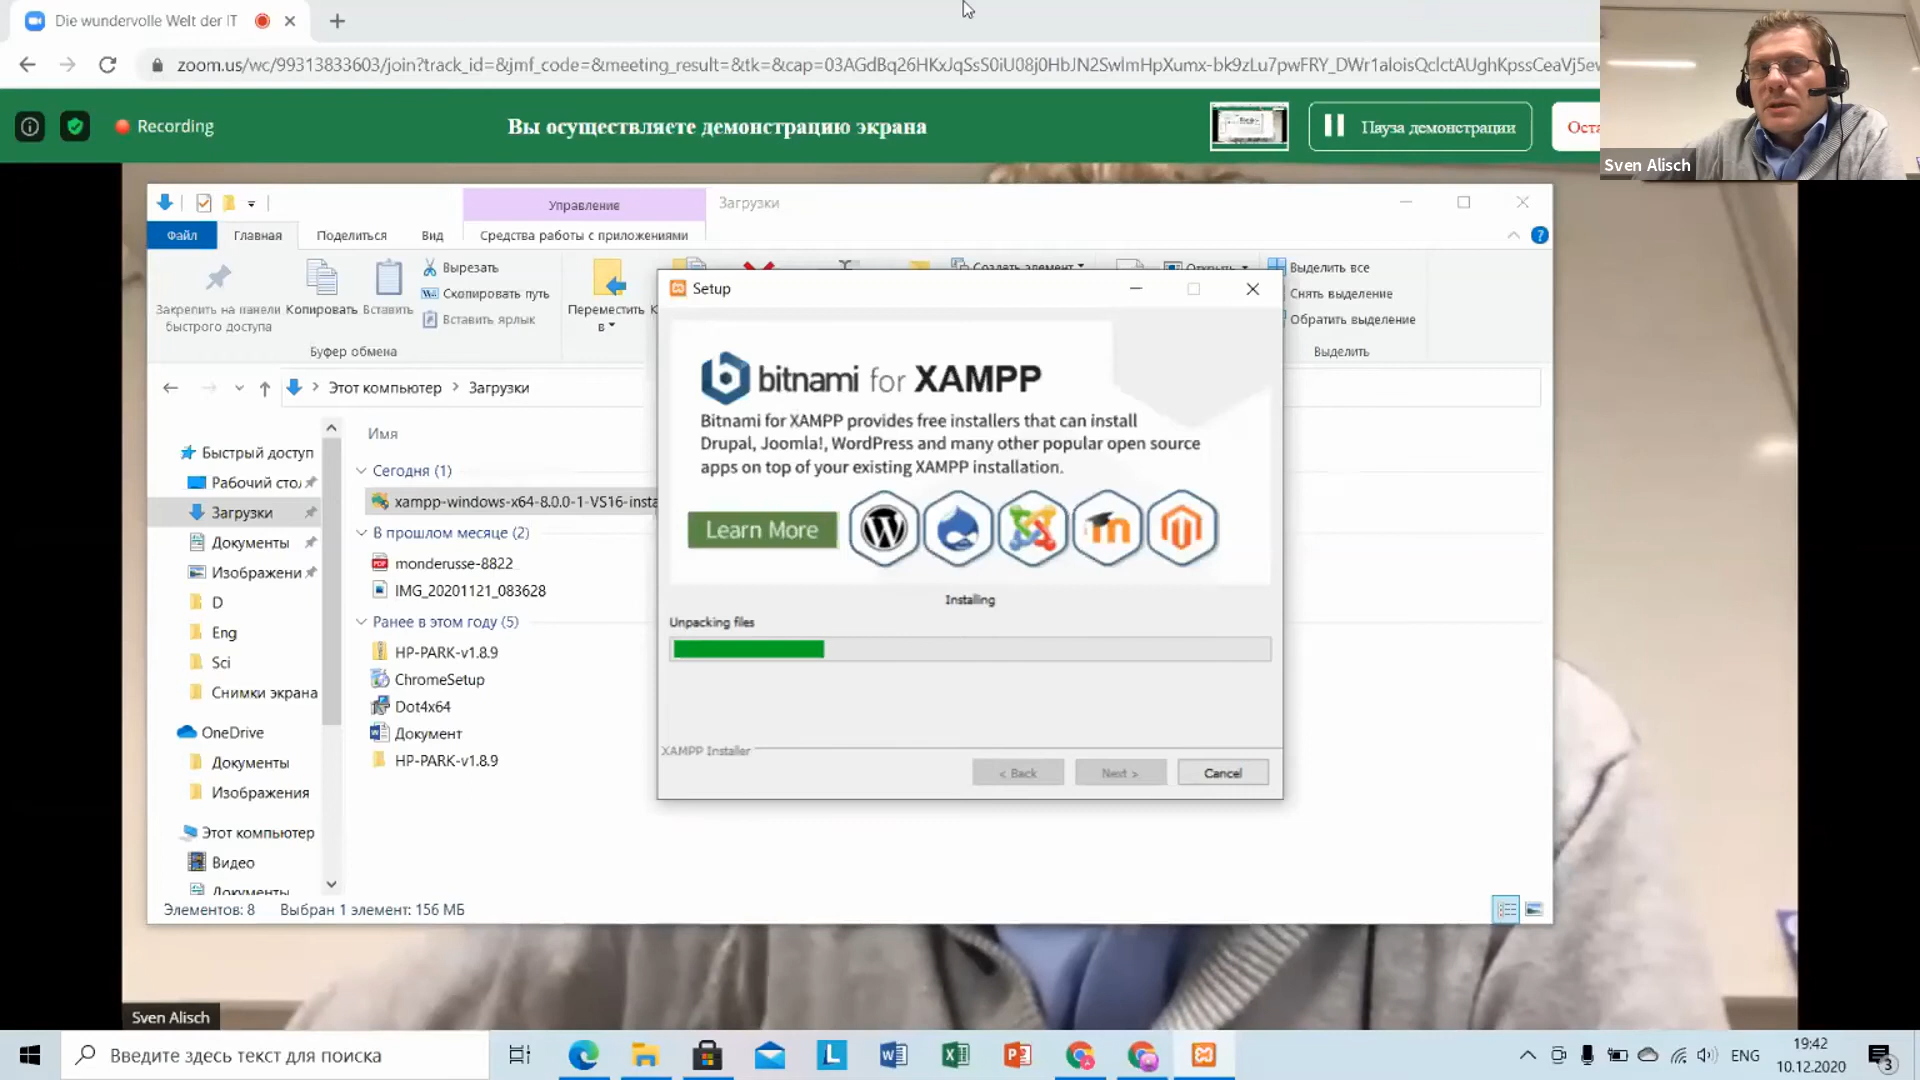 Die wundervolle Welt der IT
zoom.us/wc/99313833603/join?track_id=&jmf_code=&meeting_result=&tk=&cap=
Recording
Вы осуществляете демонстрацию экрана
Пауза демонстрации
Sven Alisch
Управление
Загрузки
Файл
Главная
Поделиться
Вид
Средства работы с приложениями
Закрепить на панели
быстрого доступа
Копировать
Вставить
Вырезать
Скопировать путь
Вставить ярлык
Буфер обмена
Переместить
в
Создать элемент
Открыть
Выделить все
Снять выделение
Обратить выделение
Выделить
Этот компьютер
Загрузки
Имя
Быстрый доступ
Рабочий сто
Загрузки
Документы
Изображени
D
Eng
Sci
Снимки экрана
OneDrive
Документы
Изображения
Этот компьютер
Видео
Документы
Сегодня (1)
xampp-windows-x64-8.0.0-1-VS16-insta
В прошлом месяце (2)
monderusse-8822
IMG_20201121_083628
Ранее в этом году (5)
HP-PARK-v1.8.9
ChromeSetup
Dot4x64
Документ
HP-PARK-v1.8.9
Элементов: 8
Выбран 1 элемент: 156 МБ
Setup
bitnami for XAMPP
Bitnami for XAMPP provides free installers that can install
Drupal, Joomla!, WordPress and many other popular open source
apps on top of your existing XAMPP installation.
Learn More
Installing
Unpacking files
XAMPP Installer
< Back
Next >
Cancel
Sven Alisch
Введите здесь текст для поиска
ENG
19:42
10.12.2020
3